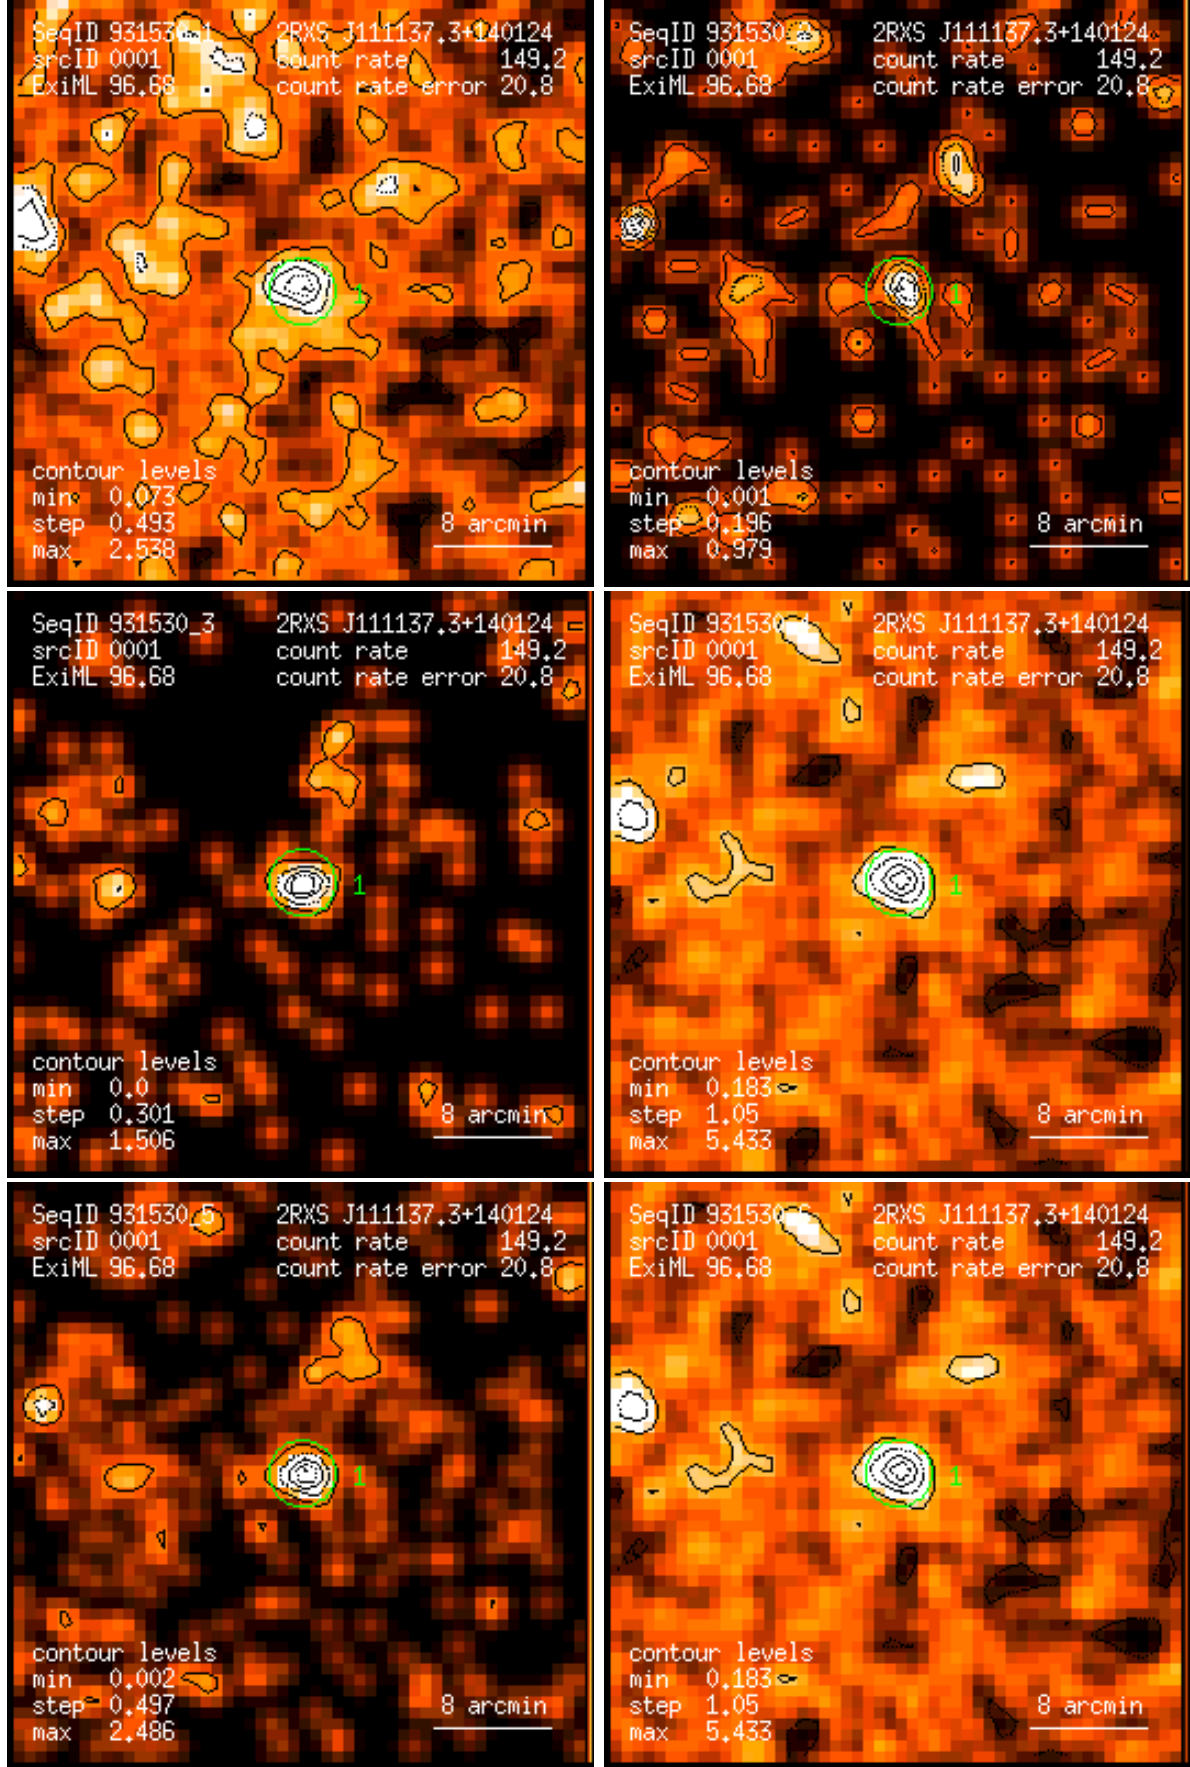 SeqID 931530_1 2RXS J111137.3+140124
srcID 0001 count rate 149.2
ExiML 96.68 count rate error 20.8
1
contour levels
min 0.073
step 0.493
max 2.538
8 arcmin
SeqID 931530_2 2RXS J111137.3+140124
srcID 0001 count rate 149.2
ExiML 96.68 count rate error 20.8
1
contour levels
min 0.001
step 0.196
max 0.979
8 arcmin
SeqID 931530_3 2RXS J111137.3+140124
srcID 0001 count rate 149.2
ExiML 96.68 count rate error 20.8
1
contour levels
min 0.0
step 0.301
max 1.506
8 arcmin
SeqID 931530_4 2RXS J111137.3+140124
srcID 0001 count rate 149.2
ExiML 96.68 count rate error 20.8
1
contour levels
min 0.183
step 1.05
max 5.433
8 arcmin
SeqID 931530_5 2RXS J111137.3+140124
srcID 0001 count rate 149.2
ExiML 96.68 count rate error 20.8
1
contour levels
min 0.002
step 0.497
max 2.486
8 arcmin
SeqID 931530_6 2RXS J111137.3+140124
srcID 0001 count rate 149.2
ExiML 96.68 count rate error 20.8
1
contour levels
min 0.183
step 1.05
max 5.433
8 arcmin